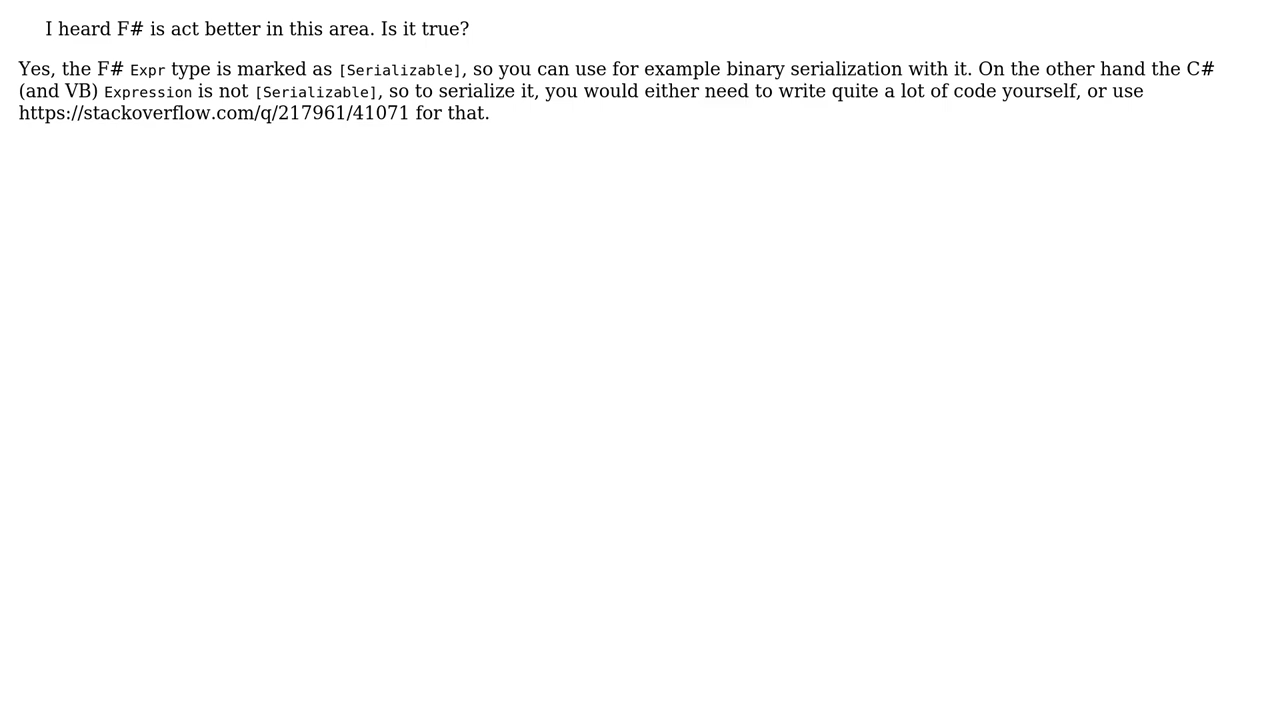 I heard F# is act better in this area. Is it true?
Yes, the F# Expr type is marked as [Serializable], so you can use for example binary serialization with it. On the other hand the C#
(and VB) Expression is not [Serializable], so to serialize it, you would either need to write quite a lot of code yourself, or use
https://stackoverflow.com/q/217961/41071 for that.